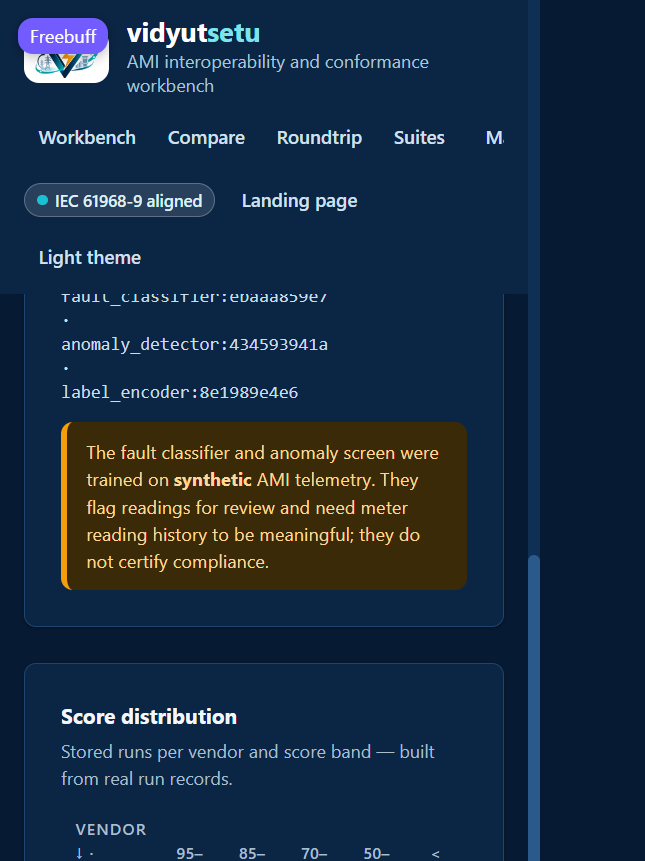 Freebuff
vidyutsetu
AMI interoperability and conformance
workbench
Workbench Compare Roundtrip Suites
IEC 61968-9 aligned Landing page
Light theme
fault_classifier:ebaaa859e7
·
anomaly_detector:434593941a
·
label_encoder:8e1989e4e6
The fault classifier and anomaly screen were
trained on synthetic AMI telemetry. They
flag readings for review and need meter
reading history to be meaningful; they do
not certify compliance.
Score distribution
Stored runs per vendor and score band — built
from real run records.
VENDOR
↓ · 95– 85– 70– 50– <